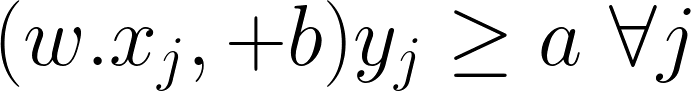 (w.x_j, +b)y_j ≥ a ∀j